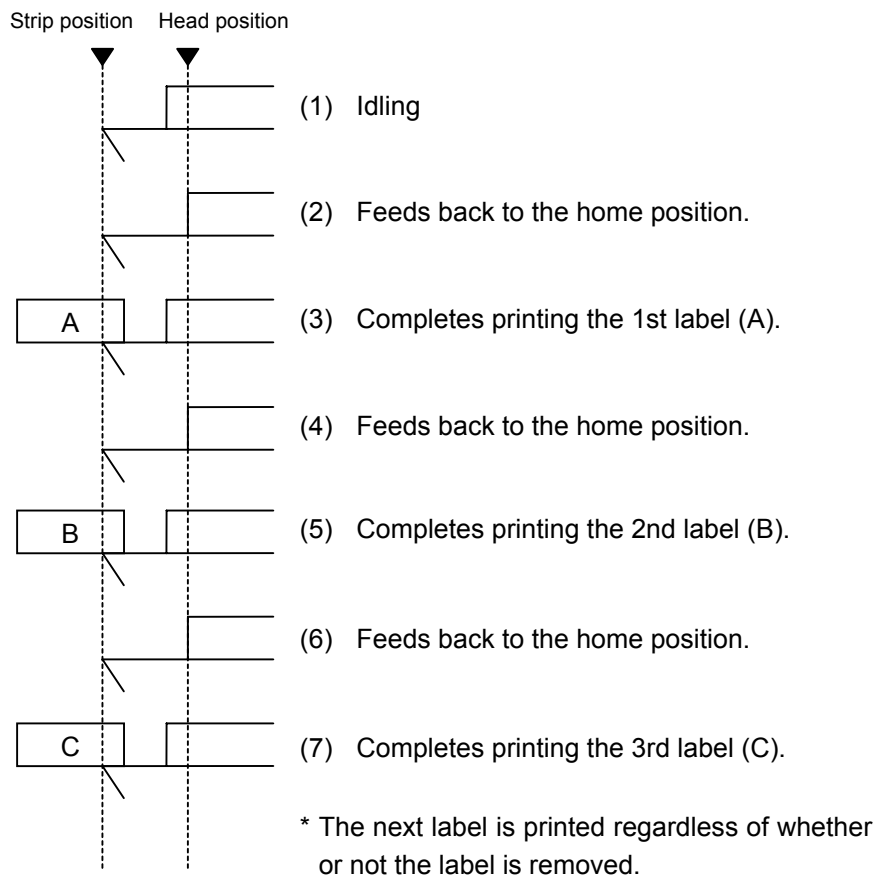 Strip position Head position
(1) Idling
(2) Feeds back to the home position.
A (3) Completes printing the 1st label (A).
(4) Feeds back to the home position.
B (5) Completes printing the 2nd label (B).
(6) Feeds back to the home position.
C (7) Completes printing the 3rd label (C).
* The next label is printed regardless of whether
or not the label is removed.